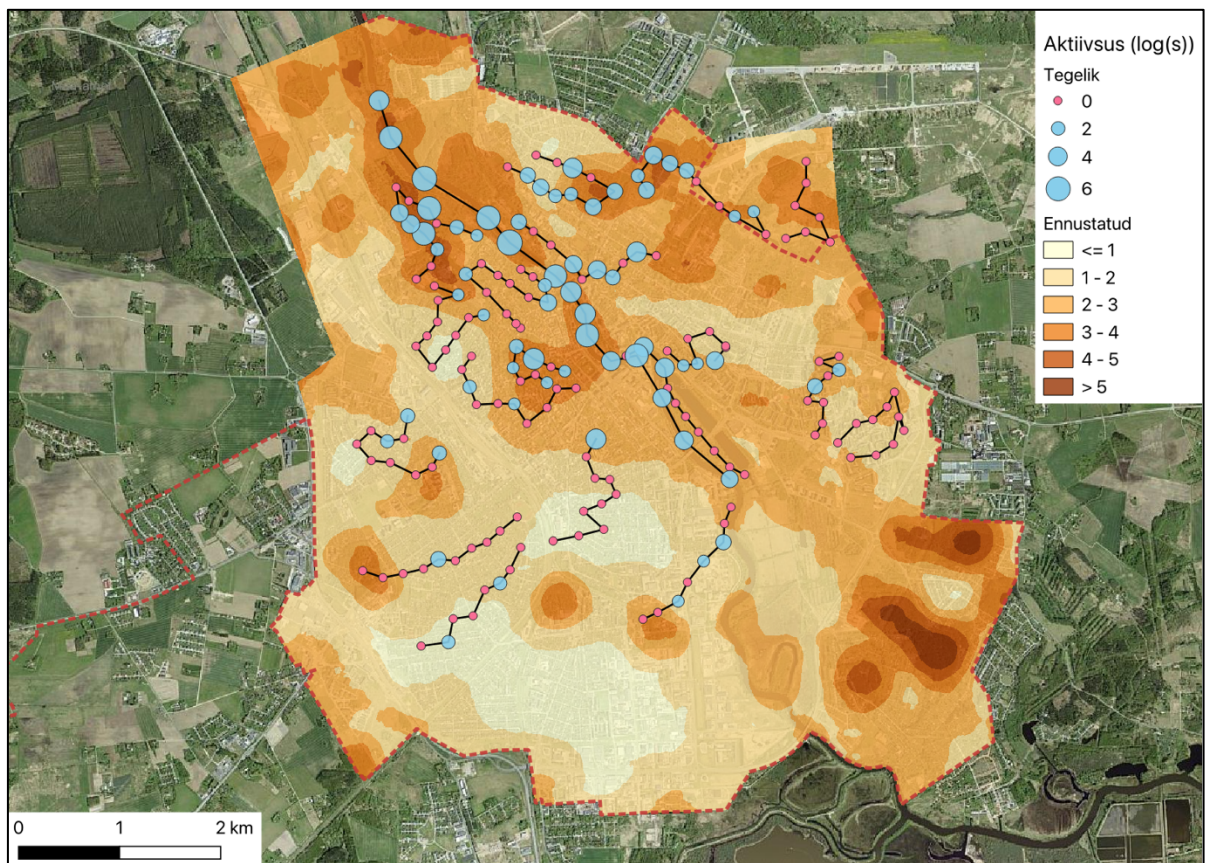 Aktiivsus (log(s))
Tegelik
0
2
4
6
Ennustatud
<= 1
1 - 2
2 - 3
3 - 4
4 - 5
> 5
0 1 2 km